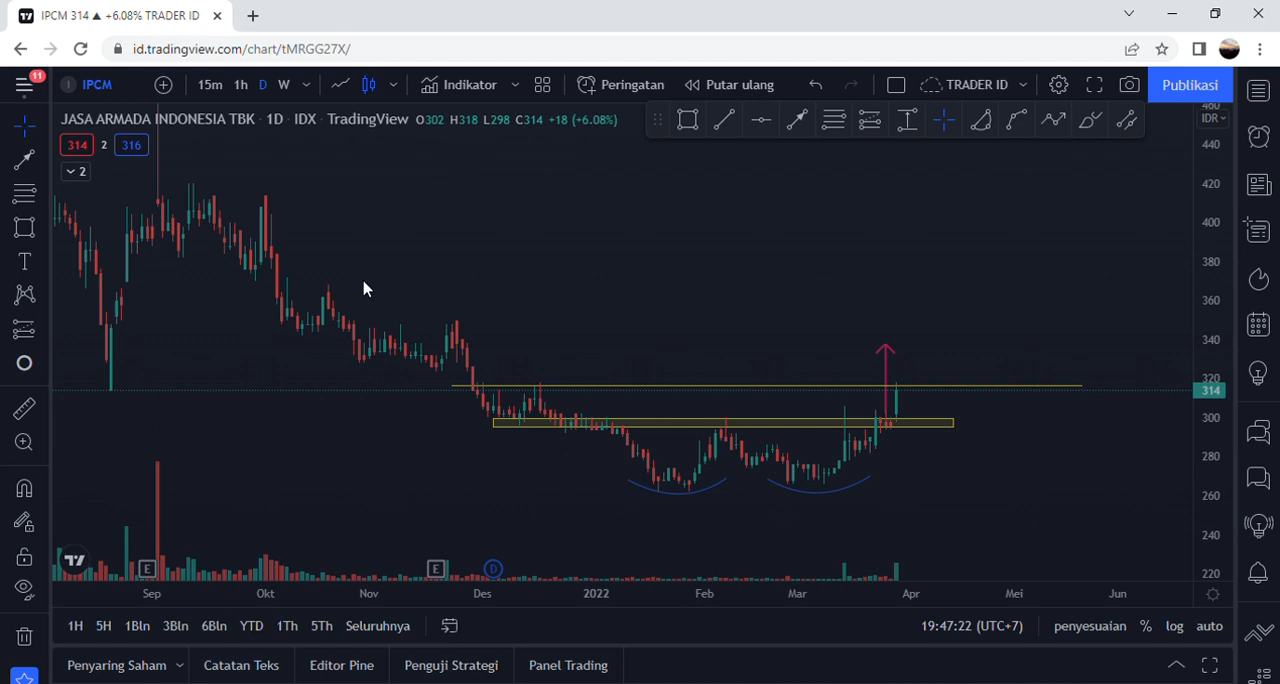 IPCM 314 ▲ +6.08% TRADER ID
id.tradingview.com/chart/tMRGG27X/
11
IPCM 15m 1h D W Indikator Peringatan Putar ulang TRADER ID Publikasi
JASA ARMADA INDONESIA TBK · 1D · IDX · TradingView O302 H318 L298 C314 +18 (+6.08%)
IDR
314 2 316
2
460
440
420
400
380
360
340
320
314
300
280
260
240
220
E E D
Sep Okt Nov Des 2022 Feb Mar Apr Mei Jun
1H 5H 1Bln 3Bln 6Bln YTD 1Th 5Th Seluruhnya 19:47:22 (UTC+7) penyesuaian % log auto
Penyaring Saham Catatan Teks Editor Pine Penguji Strategi Panel Trading